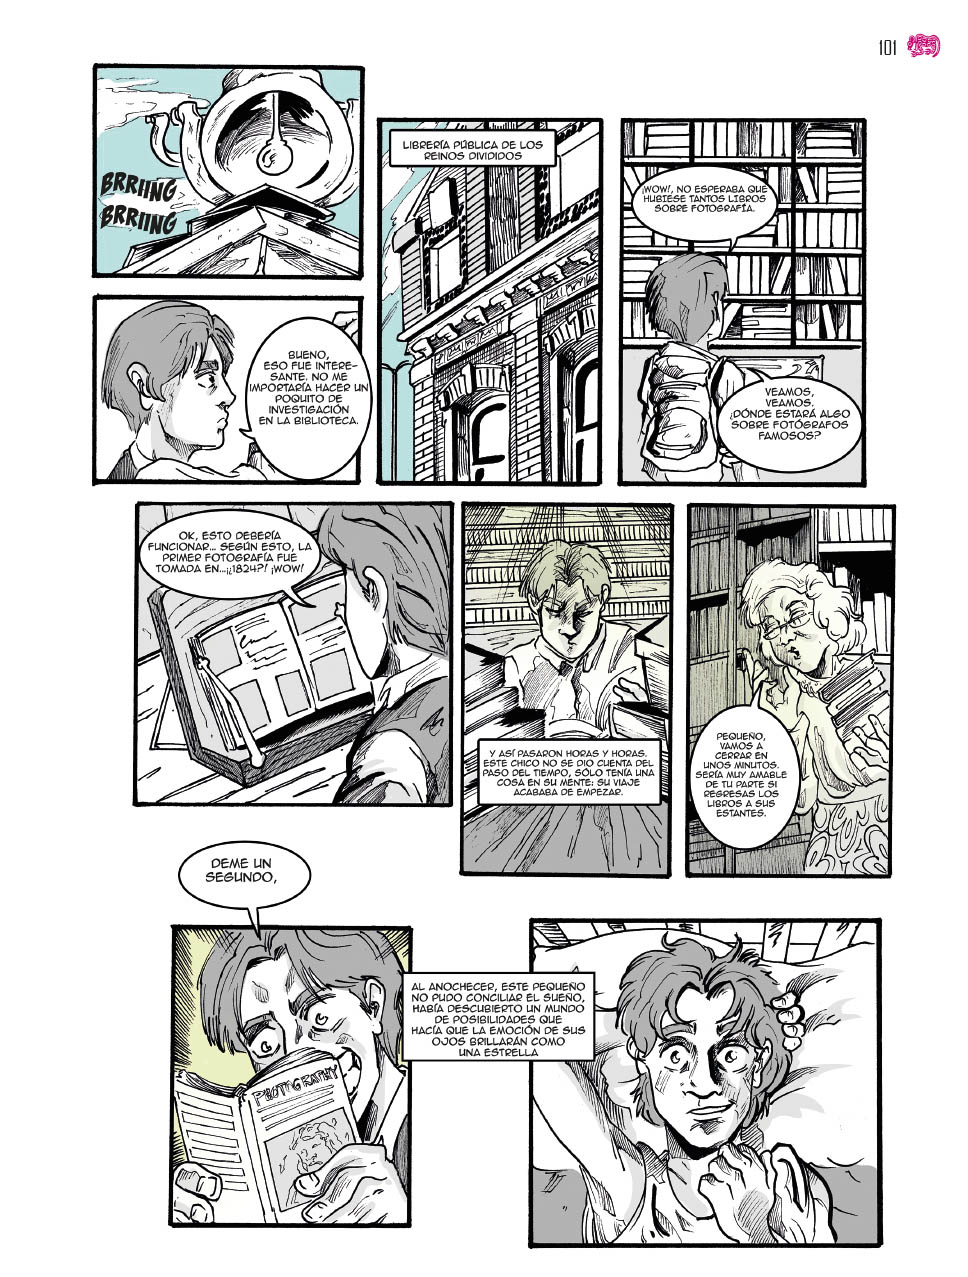 101
BRRIING
BRRIING
LIBRERÍA PÚBLICA DE LOS
REINOS DIVIDIDOS
¡WOW!, NO ESPERABA QUE
HUBIESE TANTOS LIBROS
SOBRE FOTOGRAFÍA.
BUENO,
ESO FUE INTERE-
SANTE. NO ME
IMPORTARÍA HACER UN
POQUITO DE
INVESTIGACIÓN
EN LA BIBLIOTECA.
VEAMOS,
VEAMOS.
¿DÓNDE ESTARÁ ALGO
SOBRE FOTÓGRAFOS
FAMOSOS?
OK, ESTO DEBERÍA
FUNCIONAR... SEGÚN ESTO, LA
PRIMER FOTOGRAFÍA FUE
TOMADA EN...¡¿1824?! ¡WOW!
Y ASÍ PASARON HORAS Y HORAS.
ESTE CHICO NO SE DIO CUENTA DEL
PASO DEL TIEMPO, SÓLO TENÍA UNA
COSA EN SU MENTE: SU VIAJE
ACABABA DE EMPEZAR.
PEQUEÑO,
VAMOS A
CERRAR EN
UNOS MINUTOS.
SERÍA MUY AMABLE
DE TU PARTE SI
REGRESAS LOS
LIBROS A SUS
ESTANTES.
DEME UN
SEGUNDO,
PHOTOGRAPHY
AL ANOCHECER, ESTE PEQUEÑO
NO PUDO CONCILIAR EL SUEÑO,
HABÍA DESCUBIERTO UN MUNDO
DE POSIBILIDADES QUE
HACÍA QUE LA EMOCIÓN DE SUS
OJOS BRILLARÁN COMO
UNA ESTRELLA